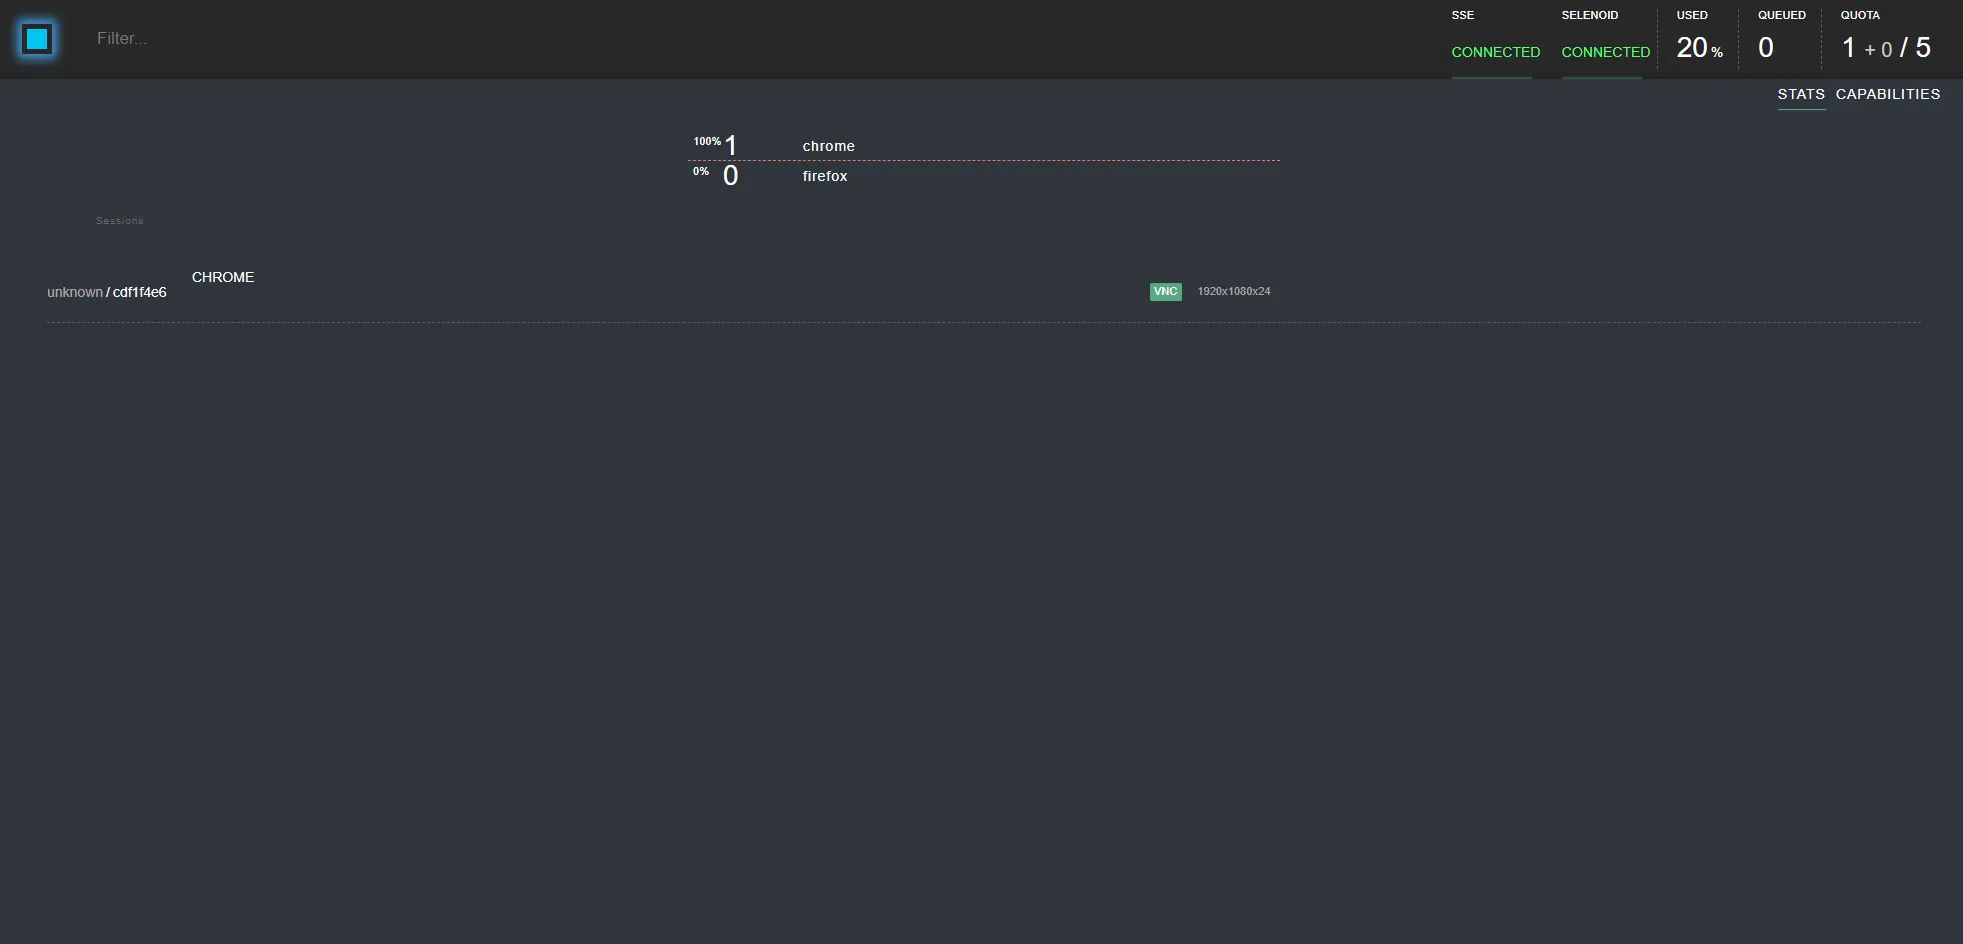 Filter...
SSE
CONNECTED
SELENOID
CONNECTED
USED
20 %
QUEUED
0
QUOTA
1 + 0 / 5
STATS CAPABILITIES
100% 1 chrome
0% 0 firefox
Sessions
unknown / cdf1f4e6
CHROME
VNC 1920x1080x24